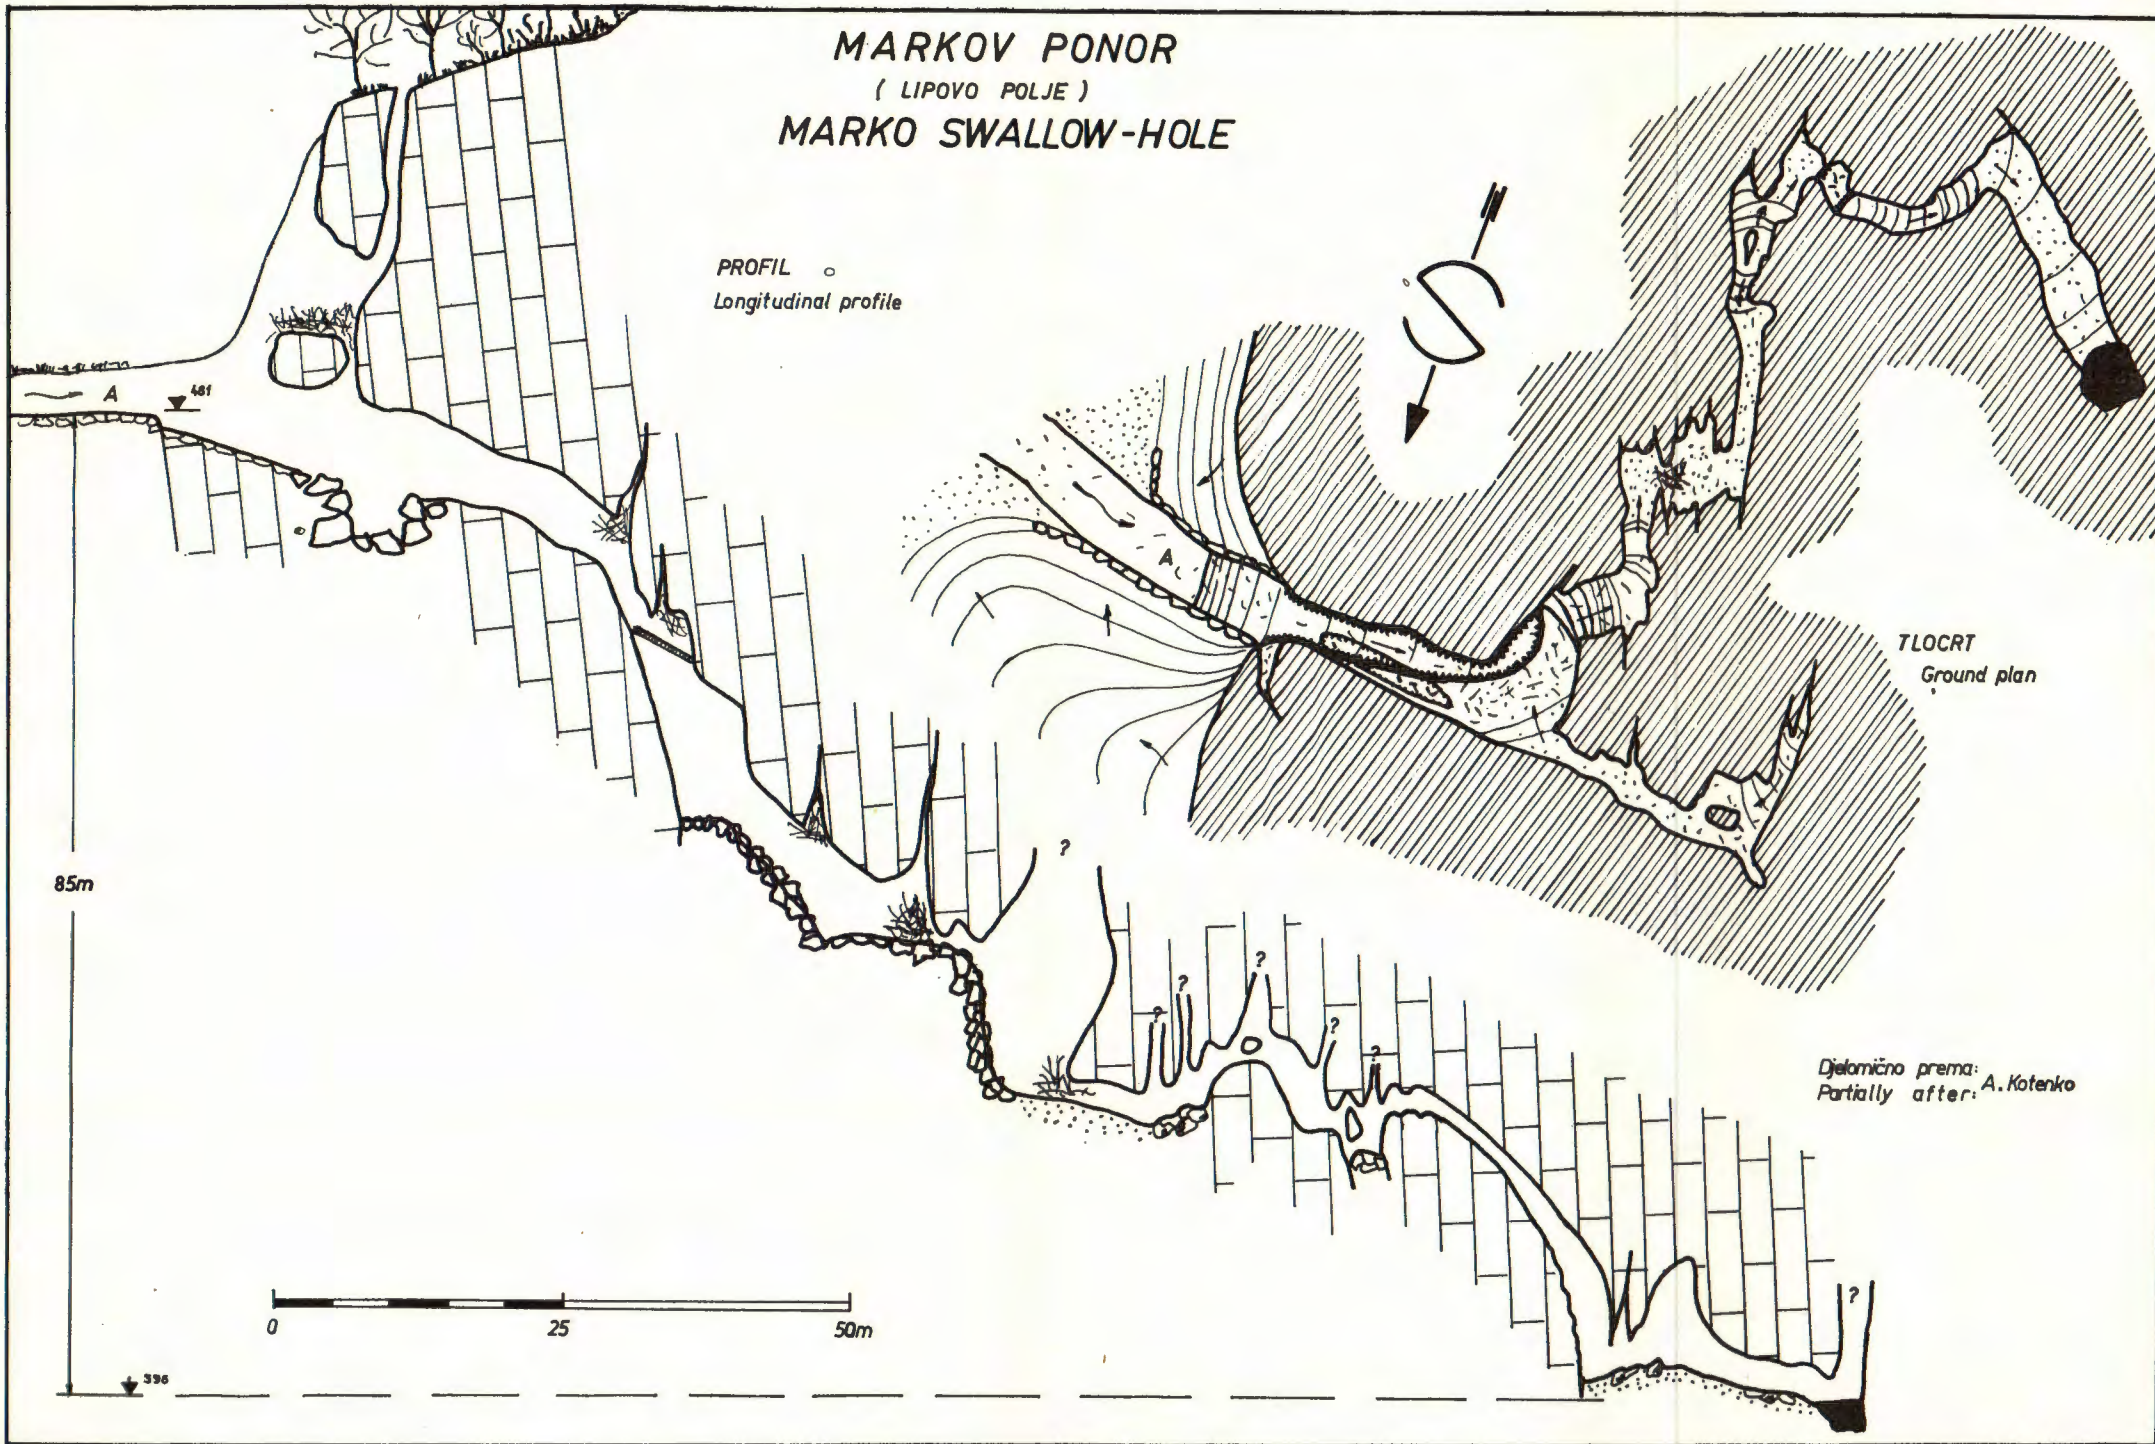 MARKOV PONOR
( LIPOVO POLJE )
MARKO SWALLOW-HOLE
PROFIL
Longitudinal profile
A
481
A
TLOCRT
Ground plan
85m
?
?
?
?
?
?
Djelomično prema:
Partially after: A. Kotenko
?
0 25 50m
396